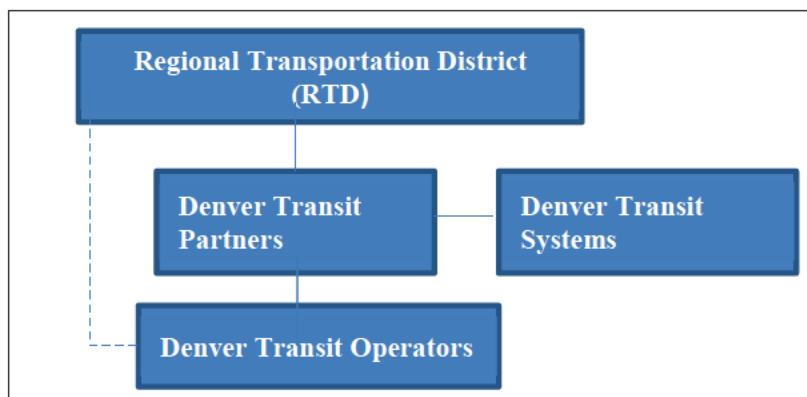 Regional Transportation District
(RTD)
Denver Transit
Partners
Denver Transit
Systems
Denver Transit Operators